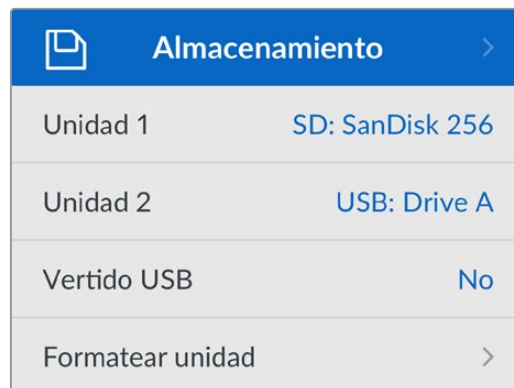 Almacenamiento
Unidad 1 SD: SanDisk 256
Unidad 2 USB: Drive A
Vertido USB No
Formatear unidad